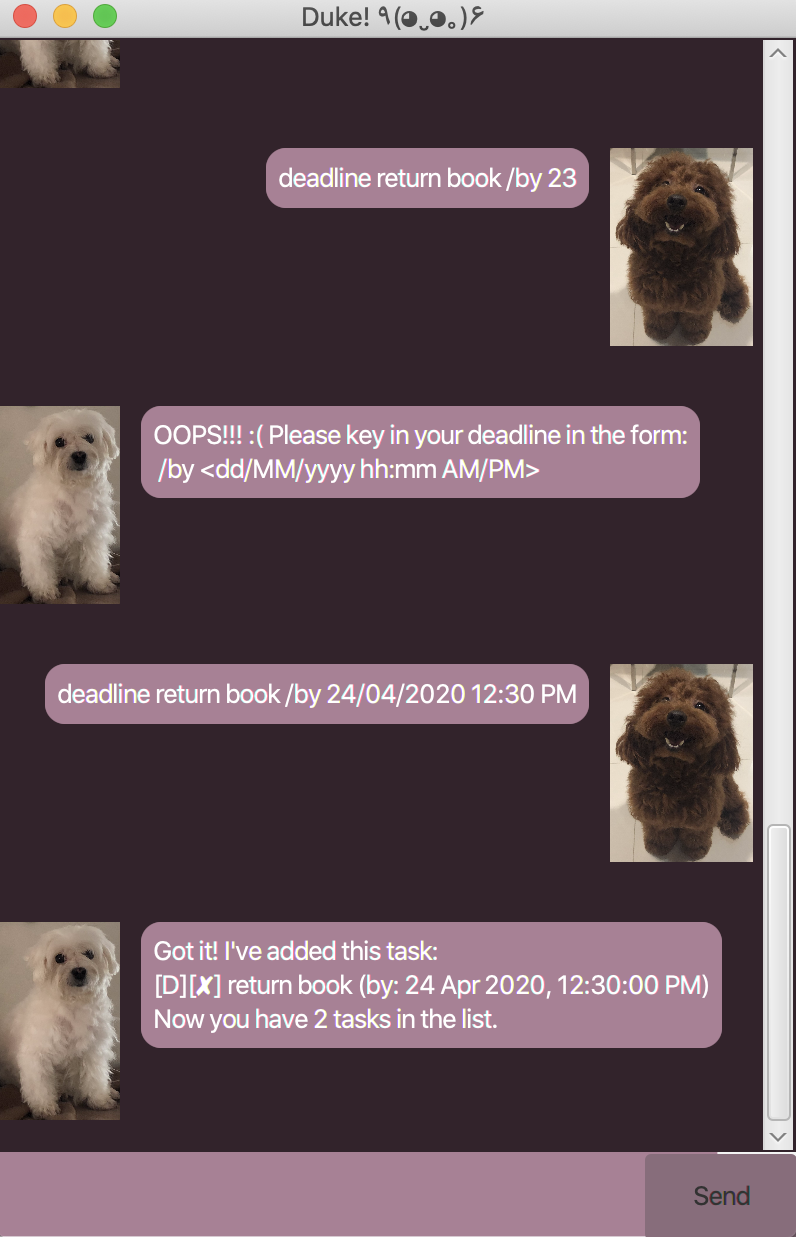 Duke! ٩(◕‿◕｡)۶
deadline return book /by 23
OOPS!!! :( Please key in your deadline in the form:
/by <dd/MM/yyyy hh:mm AM/PM>
deadline return book /by 24/04/2020 12:30 PM
Got it! I've added this task:
[D][✘] return book (by: 24 Apr 2020, 12:30:00 PM)
Now you have 2 tasks in the list.
Send